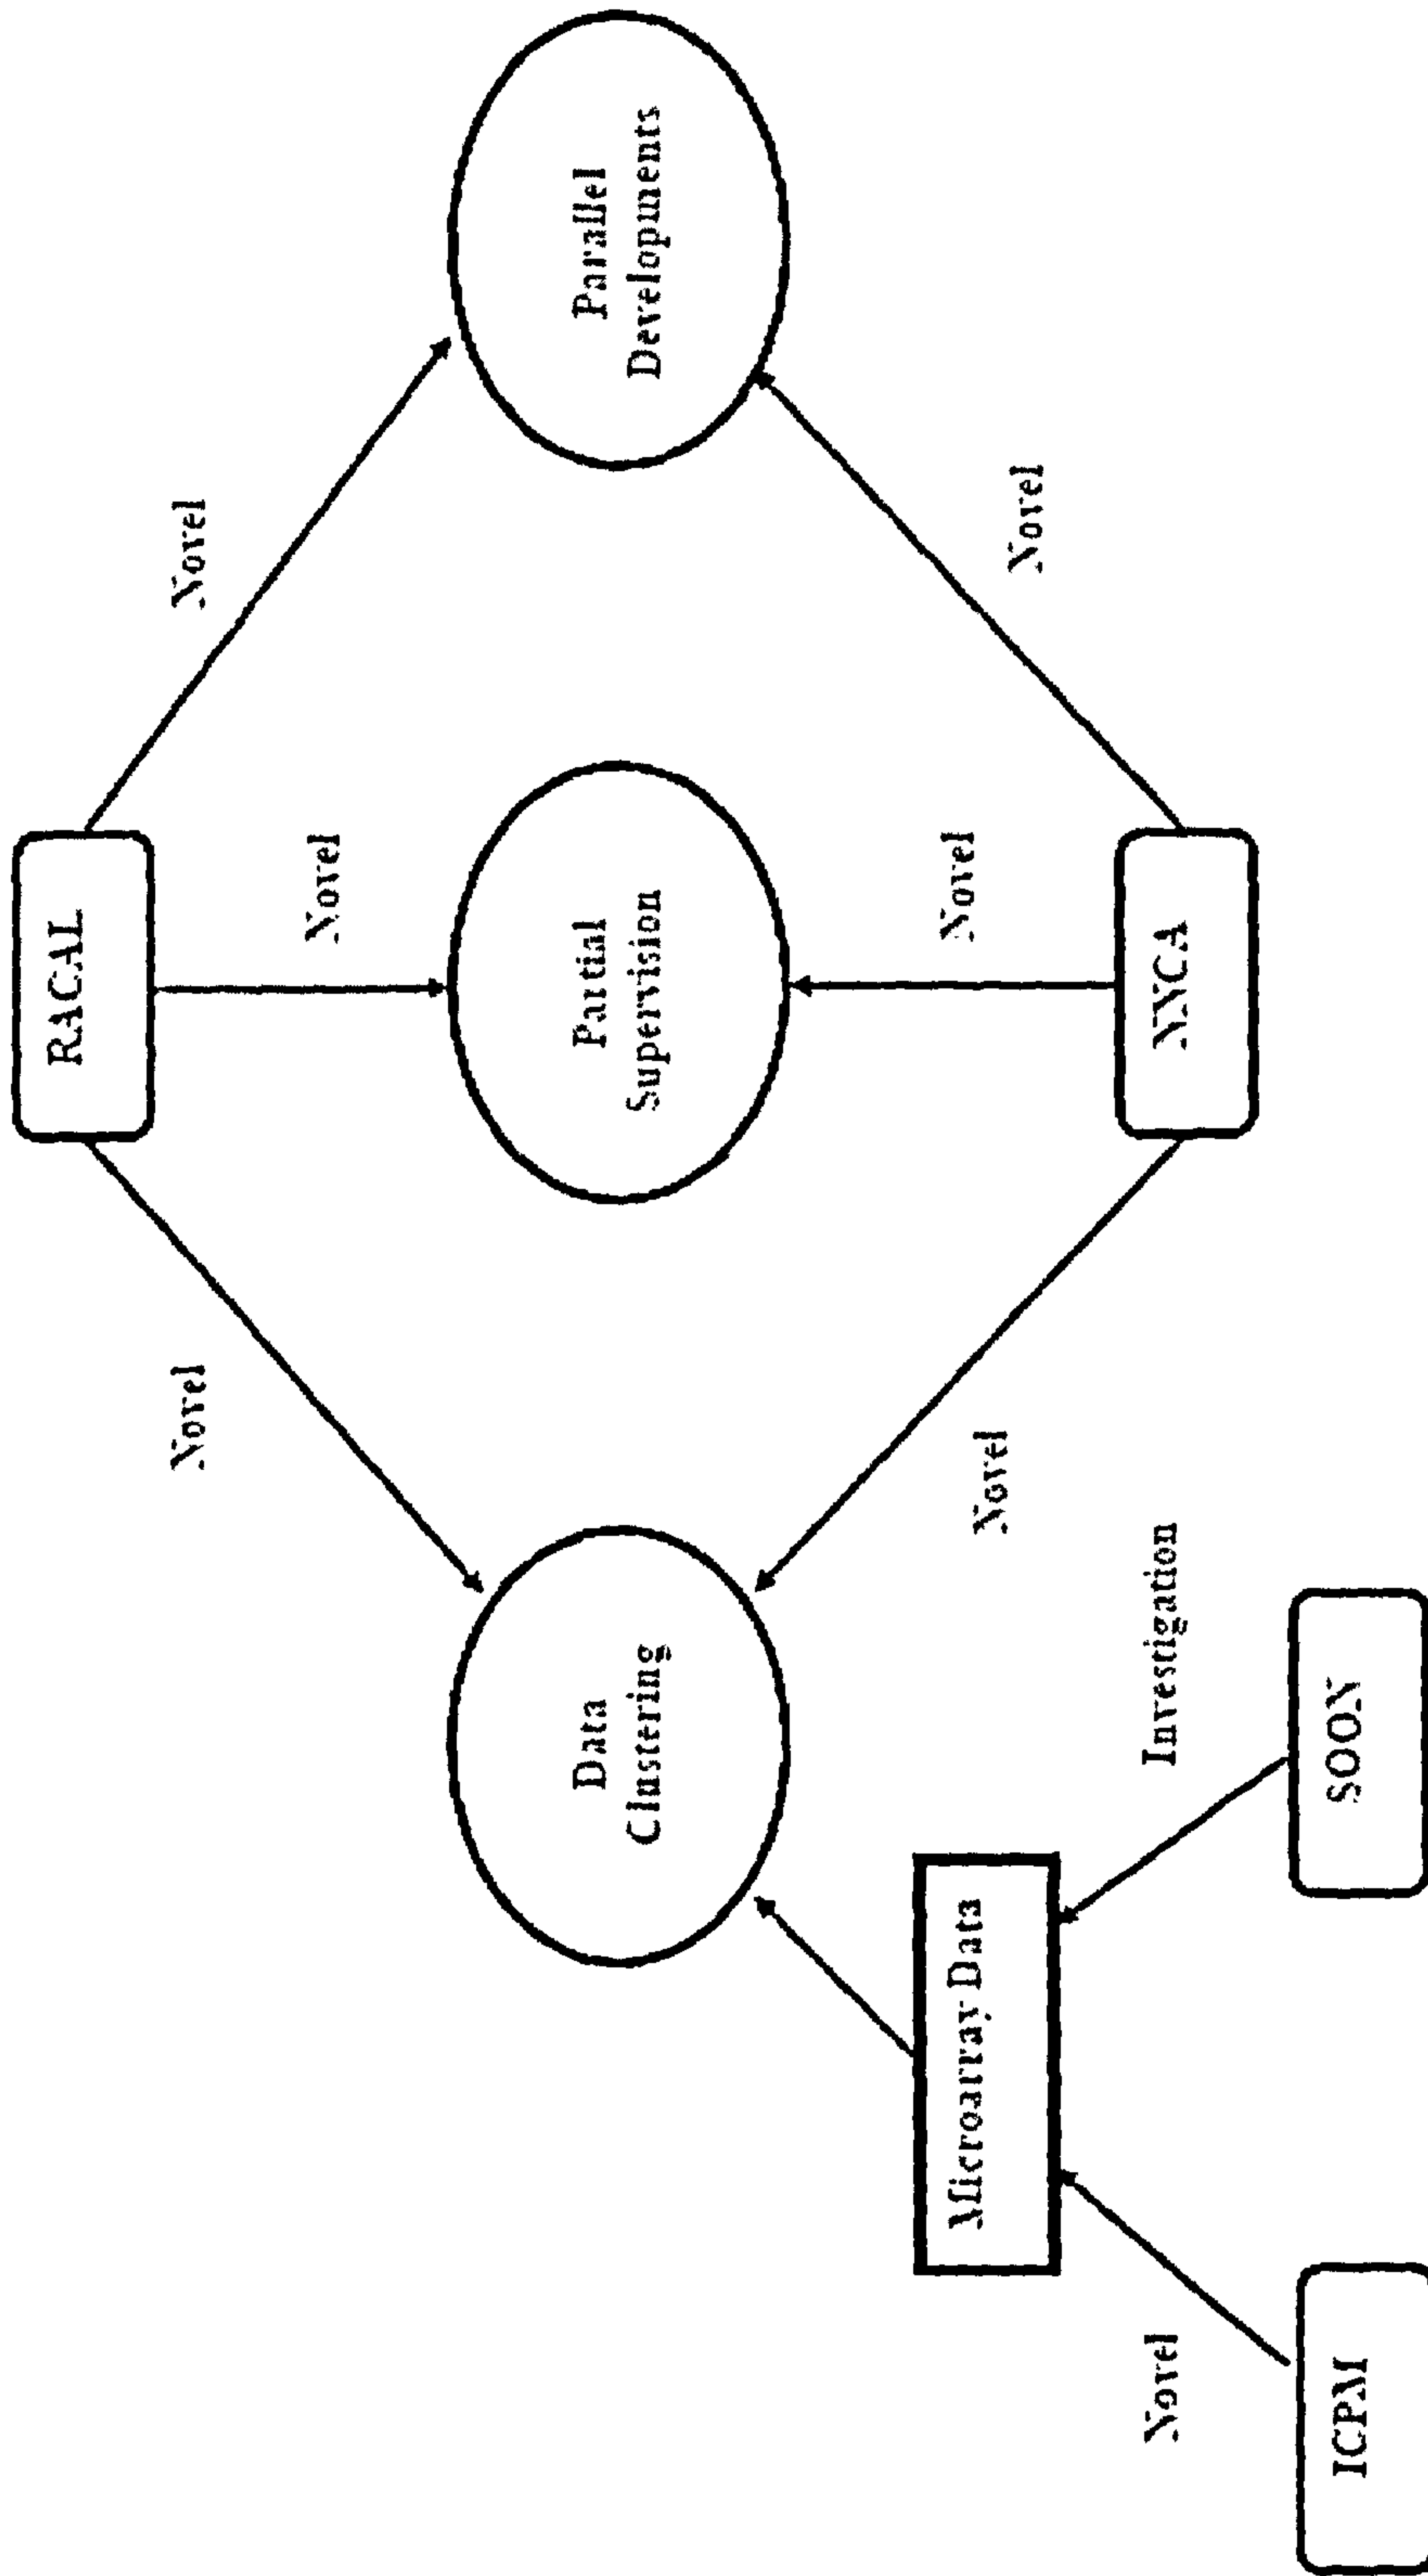 RACAL
Novel
Novel
Novel
Data
Clustering
Partial
Supervision
Parallel
Developments
Novel
Novel
Novel
Microarray Data
NNCA
Novel
Investigation
ICPM
SOON